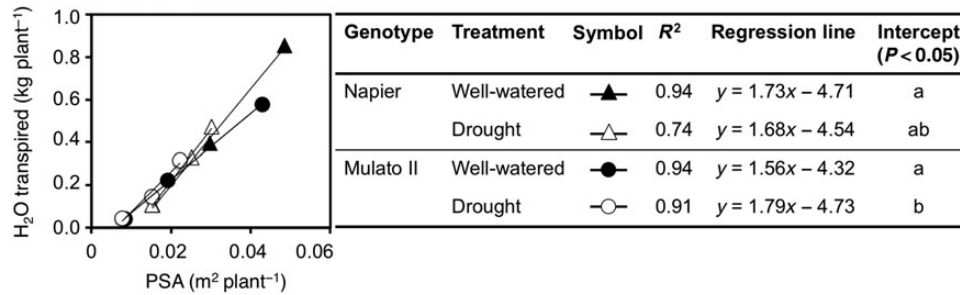 H₂O transpired (kg plant⁻¹)
1.0
0.8
0.6
0.4
0.2
0.0
0 0.02 0.04 0.06
PSA (m² plant⁻¹)
Genotype Treatment Symbol R² Regression line Intercept
(P < 0.05)
Napier Well-watered 0.94 y = 1.73x – 4.71 a
Drought 0.74 y = 1.68x – 4.54 ab
Mulato II Well-watered 0.94 y = 1.56x – 4.32 a
Drought 0.91 y = 1.79x – 4.73 b